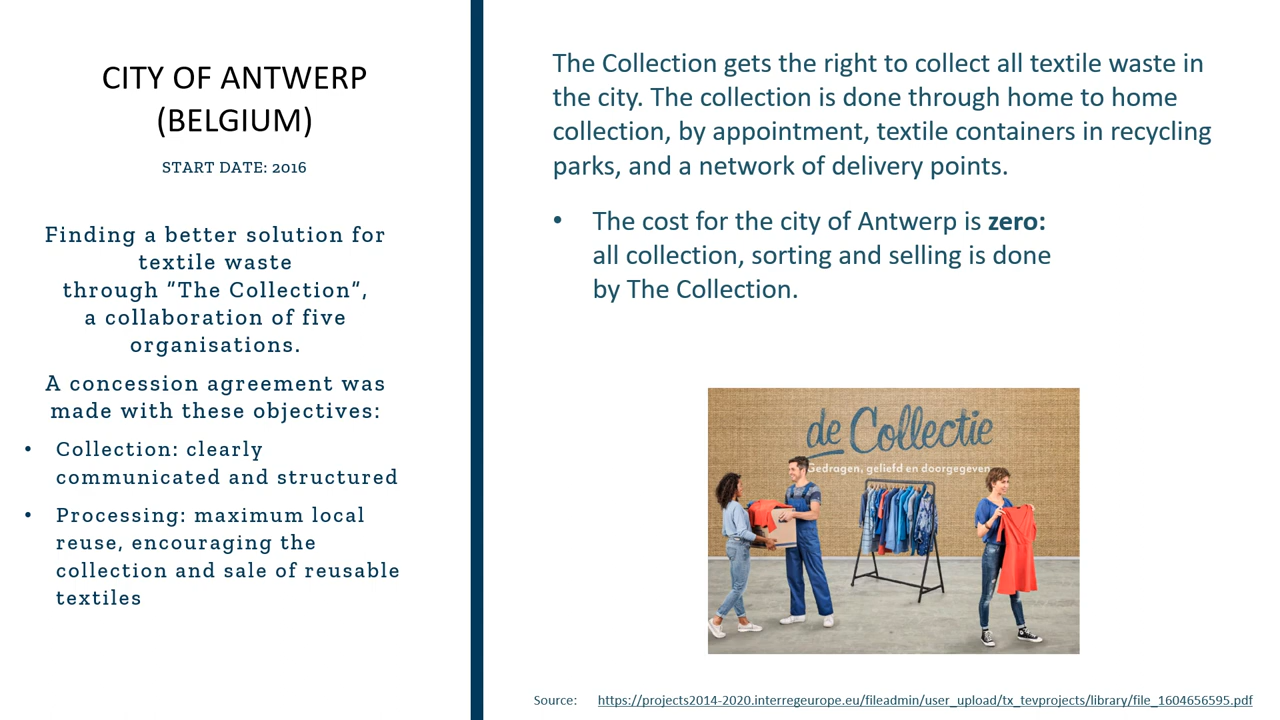 CITY OF ANTWERP
(BELGIUM)
START DATE: 2016
Finding a better solution for
textile waste
through “The Collection”,
a collaboration of five
organisations.
A concession agreement was
made with these objectives:
• Collection: clearly
communicated and structured
• Processing: maximum local
reuse, encouraging the
collection and sale of reusable
textiles
The Collection gets the right to collect all textile waste in
the city. The collection is done through home to home
collection, by appointment, textile containers in recycling
parks, and a network of delivery points.
• The cost for the city of Antwerp is zero:
all collection, sorting and selling is done
by The Collection.
de Collectie
Gedragen, geliefd en doorgegeven
Source: https://projects2014-2020.interregeurope.eu/fileadmin/user_upload/tx_tevprojects/library/file_1604656595.pdf